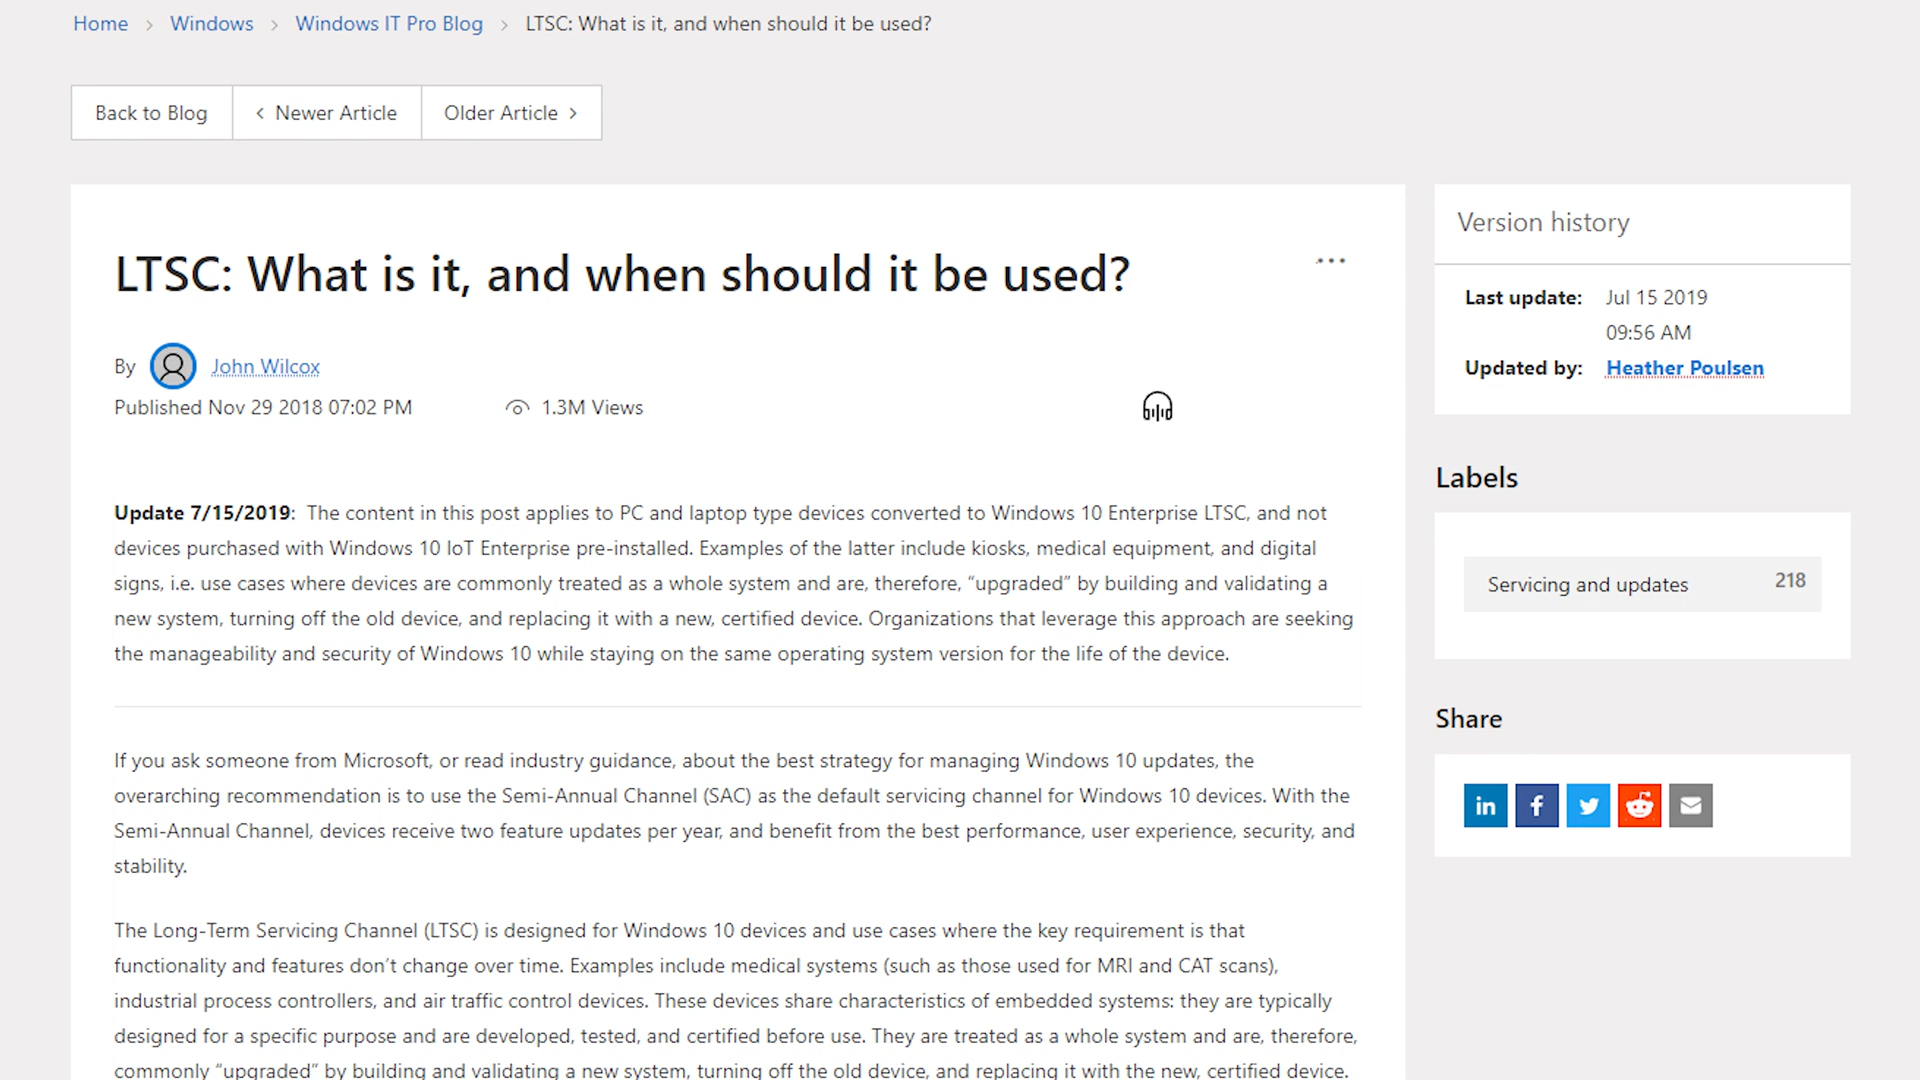 Home > Windows > Windows IT Pro Blog > LTSC: What is it, and when should it be used?
Back to Blog < Newer Article Older Article >
LTSC: What is it, and when should it be used?
By John Wilcox
Published Nov 29 2018 07:02 PM 1.3M Views
Update 7/15/2019: The content in this post applies to PC and laptop type devices converted to Windows 10 Enterprise LTSC, and not
devices purchased with Windows 10 IoT Enterprise pre-installed. Examples of the latter include kiosks, medical equipment, and digital
signs, i.e. use cases where devices are commonly treated as a whole system and are, therefore, “upgraded” by building and validating a
new system, turning off the old device, and replacing it with a new, certified device. Organizations that leverage this approach are seeking
the manageability and security of Windows 10 while staying on the same operating system version for the life of the device.
If you ask someone from Microsoft, or read industry guidance, about the best strategy for managing Windows 10 updates, the
overarching recommendation is to use the Semi-Annual Channel (SAC) as the default servicing channel for Windows 10 devices. With the
Semi-Annual Channel, devices receive two feature updates per year, and benefit from the best performance, user experience, security, and
stability.
The Long-Term Servicing Channel (LTSC) is designed for Windows 10 devices and use cases where the key requirement is that
functionality and features don’t change over time. Examples include medical systems (such as those used for MRI and CAT scans),
industrial process controllers, and air traffic control devices. These devices share characteristics of embedded systems: they are typically
designed for a specific purpose and are developed, tested, and certified before use. They are treated as a whole system and are, therefore,
commonly “upgraded” by building and validating a new system, turning off the old device, and replacing it with the new, certified device.
Version history
Last update: Jul 15 2019
09:56 AM
Updated by: Heather Poulsen
Labels
Servicing and updates 218
Share